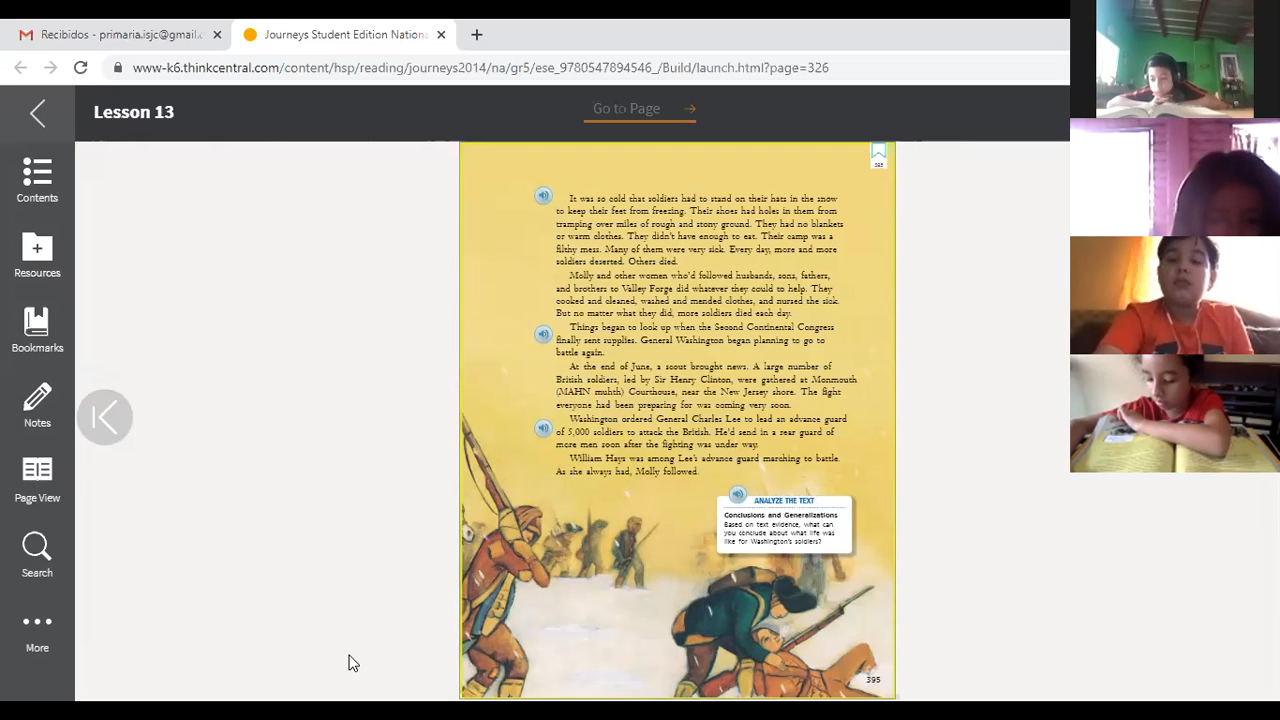 Recibidos - primaria.isjc@gmail.c
Journeys Student Edition Nationa
www-k6.thinkcentral.com/content/hsp/reading/journeys2014/na/gr5/ese_9780547894546_/Build/launch.html?page=326
Lesson 13
Go to Page
Contents
Resources
Bookmarks
Notes
Page View
Search
More
395
It was so cold that soldiers had to stand on their hats in the snow
to keep their feet from freezing. Their shoes had holes in them from
tramping over miles of rough and stony ground. They had no blankets
or warm clothes. They didn't have enough to eat. Their camp was a
filthy mess. Many of them were very sick. Every day, more and more
soldiers deserted. Others died.
Molly and other women who'd followed husbands, sons, fathers,
and brothers to Valley Forge did whatever they could to help. They
cooked and cleaned, washed and mended clothes, and nursed the sick.
But no matter what they did, more soldiers died each day.
Things began to look up when the Second Continental Congress
finally sent supplies. General Washington began planning to go to
battle again.
At the end of June, a scout brought news. A large number of
British soldiers, led by Sir Henry Clinton, were gathered at Monmouth
(MAHN muhth) Courthouse, near the New Jersey shore. The fight
everyone had been preparing for was coming very soon.
Washington ordered General Charles Lee to lead an advance guard
of 5,000 soldiers to attack the British. He'd send in a rear guard of
more men soon after the fighting was under way.
William Hays was among Lee's advance guard marching to battle.
As she always had, Molly followed.
ANALYZE THE TEXT
Conclusions and Generalizations
Based on text evidence, what can
you conclude about what life was
like for Washington's soldiers?
395